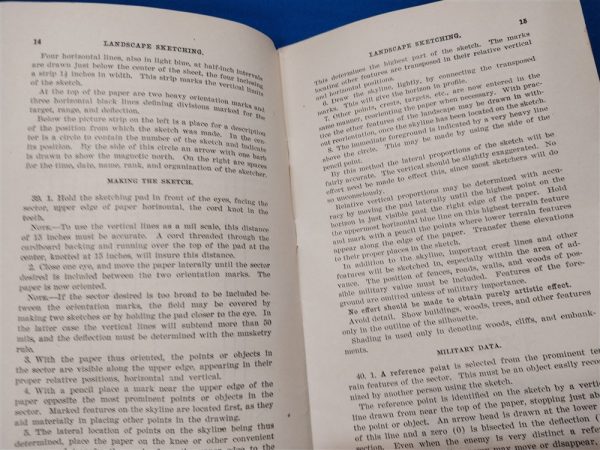 14
LANDSCAPE SKETCHING.
Four horizontal lines, also in light blue, at half-inch intervals
are drawn just below the center of the sheet, the four inclosing
a strip 1½ inches in width. This strip marks the vertical limits
of the sketch.
At the top of the paper are two heavy orientation marks and
three horizontal black lines defining divisions marked for the
target, range, and deflection.
Below the picture strip on the left is a place for a description
of the position from which the sketch was made. In the cen-
ter is a circle to contain the number of the sketch and indicate
its position. By the side of this circle an arrow with one barb
is drawn to show the magnetic north. On the right are spaces
for the time, date, name, rank, and organization of the sketcher.
MAKING THE SKETCH.
39. 1. Hold the sketching pad in front of the eyes, facing the
sector, upper edge of paper horizontal, the cord knot in the
teeth.
NOTE.—To use the vertical lines as a mil scale, this distance
of 15 inches must be accurate. A cord threaded through the
cardboard backing and running over the top of the pad at the
center, knotted at 15 inches, will insure this distance.
2. Close one eye, and move the paper laterally until the sector
desired is included between the two orientation marks. The
paper is now oriented.
NOTE.—If the sector desired is too broad to be included be-
tween the orientation marks, the field may be covered by
making two sketches or by holding the pad closer to the eye. In
the latter case the vertical lines will subtend more than 50
mils, and the deflection must be determined with the musketry
rule.
3. With the paper thus oriented, the points or objects in
the sector are visible along the upper edge, appearing in their
proper relative positions, horizontal and vertical.
4. With a pencil place a mark near the upper edge of the
paper opposite the most prominent points or objects in the
sector. Marked features on the skyline are located first, as they
aid materially in placing other points in the drawing.
5. The lateral location of points on the skyline being thus
determined, place the paper on the knee or other convenient
15
LANDSCAPE SKETCHING.
This determines the highest part of the sketch. The marks
locating other features are transposed in their relative vertical
and horizontal positions.
6. Draw the skyline, lightly, by connecting the transposed
marks. This will give the horizon in profile.
7. Other points, crests, targets, etc., are now entered in the
same manner, reorienting the paper when necessary. With prac-
tice the other features of the landscape may be drawn in with-
out reorientation, once the skyline has been located on the sketch.
8. The immediate foreground is indicated by a very heavy line
above the circle. This may be made by using the side of the
pencil point.
By this method the lateral proportions of the sketch will be
fairly accurate. The vertical should be slightly exaggerated. No
effort need be made to effect this, since most sketchers will do
so unconsciously.
Relative vertical proportions may be determined with accu-
racy by moving the pad laterally until the highest point on the
horizon is just visible past the right edge of the paper. Hold
the uppermost horizontal blue line on this highest terrain feature
and mark with a pencil the points where lower terrain features
appear along the edge of the paper. Transfer these elevations
to their proper places in the sketch.
In addition to the skyline, important crest lines and other
features will be sketched in, especially within the area of ad-
vance. The position of fences, roads, walls, and woods of pos-
sible military value must be included. Features of the fore-
ground are omitted unless of military importance.
No effort should be made to obtain purely artistic effect.
Avoid detail. Show buildings, woods, trees, and other features
only in the outline of the silhouette.
Shading is used only in denoting woods, cliffs, and embank-
ments.
MILITARY DATA.
40. 1. A reference point is selected from the prominent ter-
rain features of the sector. This must be an object easily recog-
nized by another person using the sketch.
The reference point is identified on the sketch by a vertical
line drawn from near the top of the paper, stopping just above
the point or object. An arrow head is drawn at the lower
of this line and a zero (0) is bisected in the deflection
section. Even when the enemy is very distinct a refer-
may move or disappear,